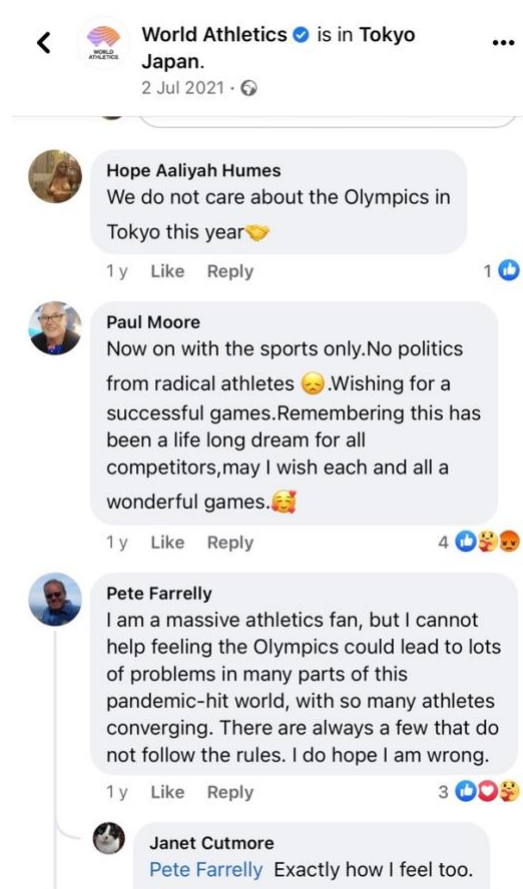 World Athletics is in Tokyo
Japan.
2 Jul 2021 ·
WORLD
ATHLETICS
Hope Aaliyah Humes
We do not care about the Olympics in
Tokyo this year🤝
1 y Like Reply 1
Paul Moore
Now on with the sports only.No politics
from radical athletes 😞.Wishing for a
successful games.Remembering this has
been a life long dream for all
competitors,may I wish each and all a
wonderful games.🥰
1 y Like Reply 4
Pete Farrelly
I am a massive athletics fan, but I cannot
help feeling the Olympics could lead to lots
of problems in many parts of this
pandemic-hit world, with so many athletes
converging. There are always a few that do
not follow the rules. I do hope I am wrong.
1 y Like Reply 3
Janet Cutmore
Pete Farrelly Exactly how I feel too.